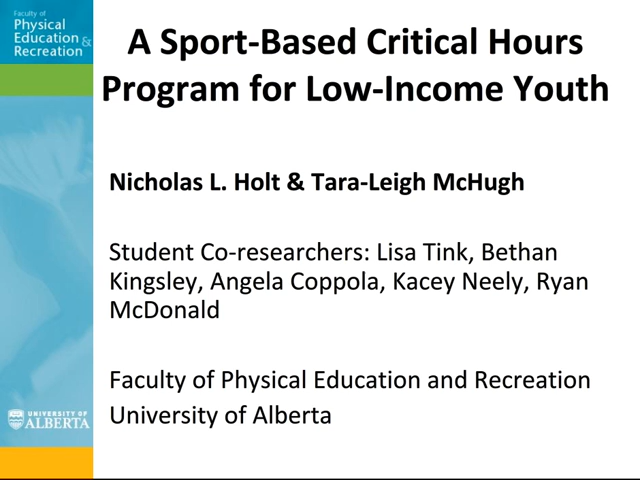 Faculty of
Physical
Education &
Recreation
A Sport-Based Critical Hours
Program for Low-Income Youth
Nicholas L. Holt & Tara-Leigh McHugh
Student Co-researchers: Lisa Tink, Bethan
Kingsley, Angela Coppola, Kacey Neely, Ryan
McDonald
Faculty of Physical Education and Recreation
University of Alberta
UNIVERSITY OF
ALBERTA